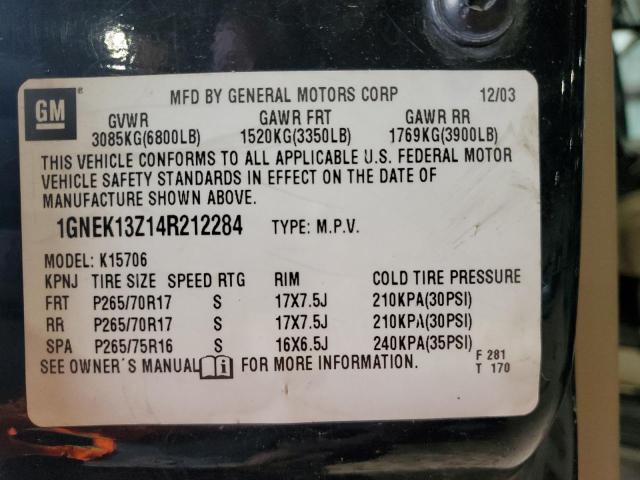 GM ®
MFD BY GENERAL MOTORS CORP 12/03
GVWR GAWR FRT GAWR RR
3085KG(6800LB) 1520KG(3350LB) 1769KG(3900LB)
THIS VEHICLE CONFORMS TO ALL APPLICABLE U.S. FEDERAL MOTOR
VEHICLE SAFETY STANDARDS IN EFFECT ON THE DATE OF
MANUFACTURE SHOWN ABOVE.
1GNEK13Z14R212284 TYPE: M.P.V.
MODEL: K15706
KPNJ TIRE SIZE SPEED RTG RIM COLD TIRE PRESSURE
FRT P265/70R17 S 17X7.5J 210KPA(30PSI)
RR P265/70R17 S 17X7.5J 210KPA(30PSI)
SPA P265/75R16 S 16X6.5J 240KPA(35PSI)
SEE OWNER'S MANUAL i FOR MORE INFORMATION.
F 281
T 170